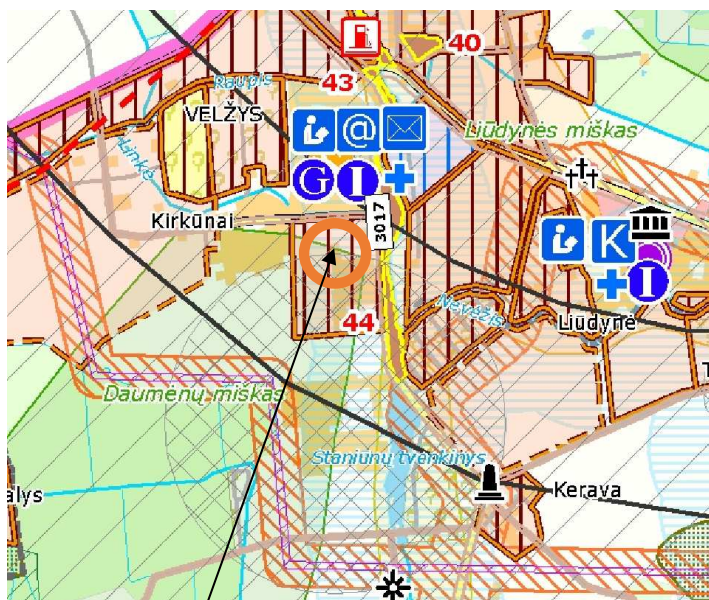 40
43
Raupis
VELŽYS
Linkė
@
Liūdynės miškas
G
I
3017
Kirkūnai
K
I
Nevėžis
44
Liūdynė
Daumėnų miškas
T
Staniūnų tvenkinys
Kerava
alys